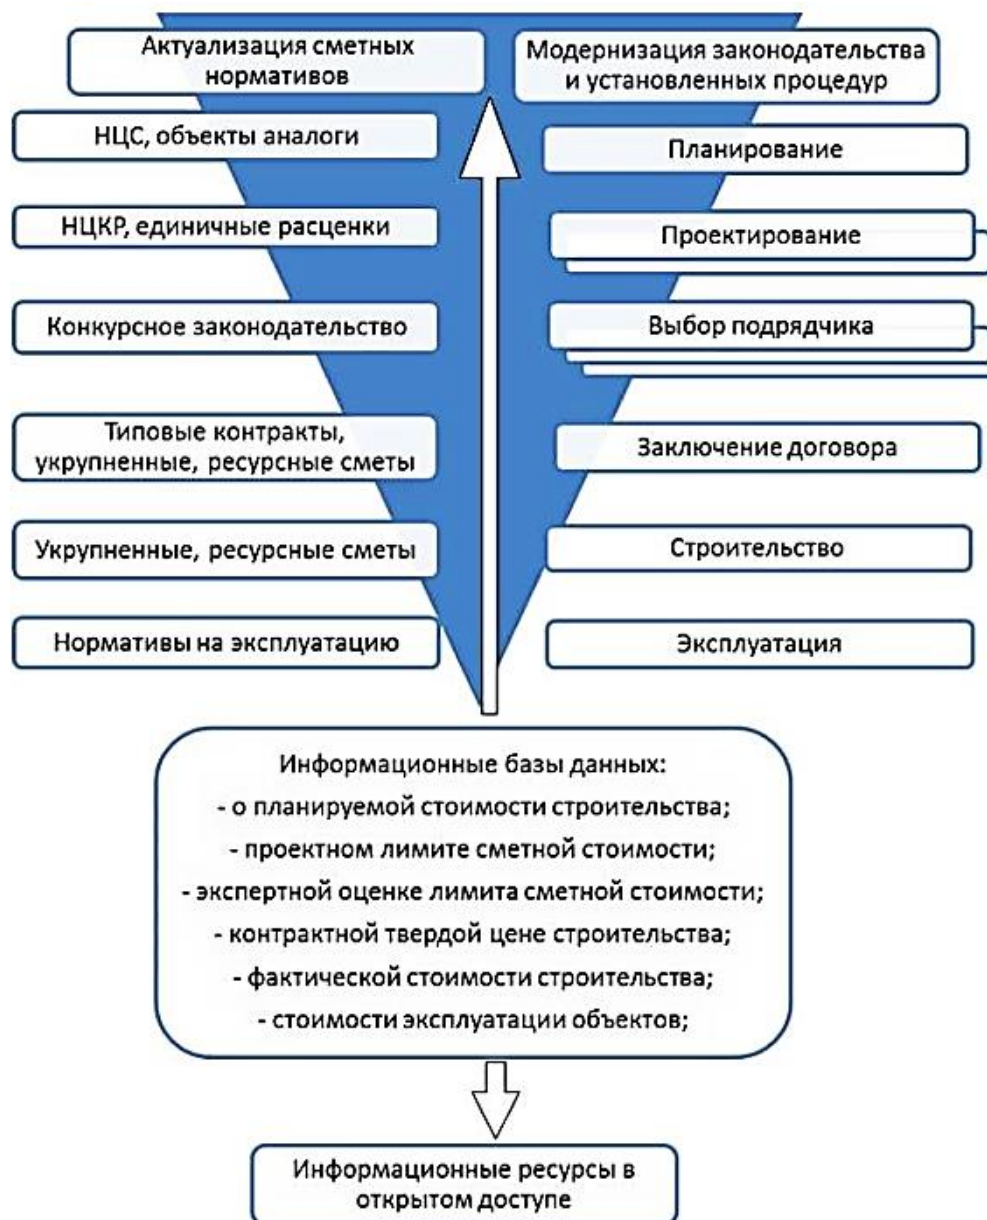 Актуализация сметных
нормативов
Модернизация законодательства
и установленных процедур
НЦС, объекты аналоги
Планирование
НЦКР, единичные расценки
Проектирование
Конкурсное законодательство
Выбор подрядчика
Типовые контракты,
укрупненные, ресурсные сметы
Заключение договора
Укрупненные, ресурсные сметы
Строительство
Нормативы на эксплуатацию
Эксплуатация
Информационные базы данных:
- о планируемой стоимости строительства;
- проектном лимите сметной стоимости;
- экспертной оценке лимита сметной стоимости;
- контрактной твердой цене строительства;
- фактической стоимости строительства;
- стоимости эксплуатации объектов;
Информационные ресурсы в
открытом доступе